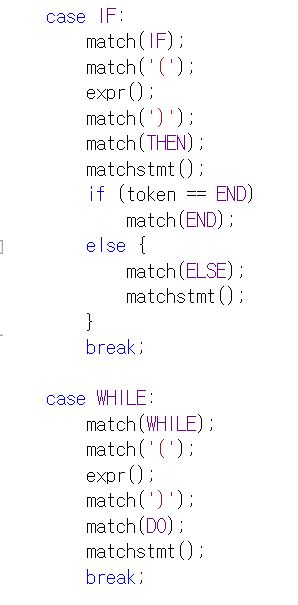 case IF:
match(IF);
match('(');
expr();
match(')');
match(THEN);
matchstmt();
if (token == END)
match(END);
else {
match(ELSE);
matchstmt();
}
break;
case WHILE:
match(WHILE);
match('(');
expr();
match(')');
match(DO);
matchstmt();
break;